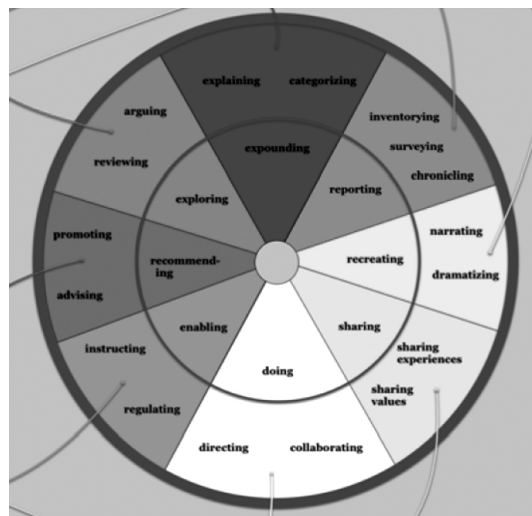 explaining
categorizing
expounding
inventorying
surveying
chronicling
reporting
narrating
dramatizing
recreating
sharing
experiences
sharing
values
sharing
doing
directing
collaborating
enabling
instructing
regulating
recommend-
ing
promoting
advising
exploring
arguing
reviewing